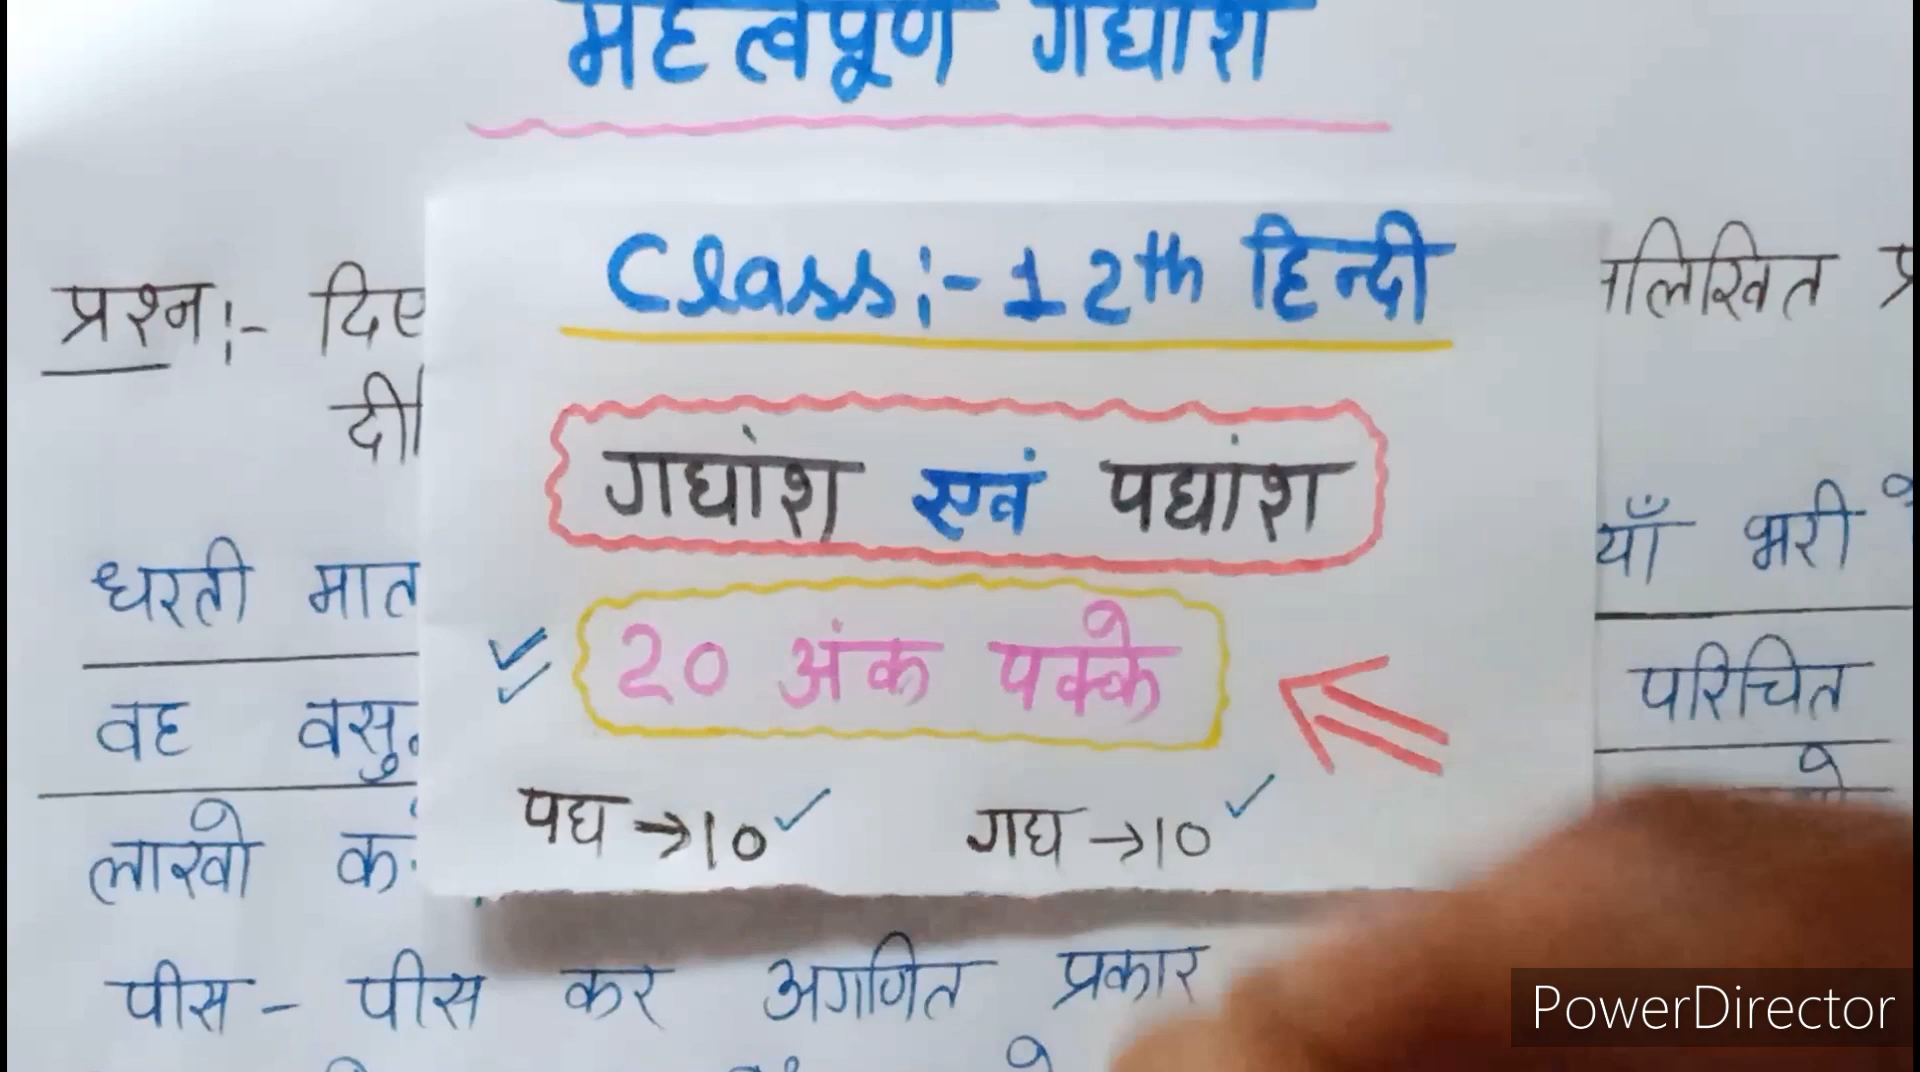 महत्वपूर्ण गद्यांश
Class:- 12th हिन्दी
प्रश्न:- दिए
लिखित
गद्यांश एवं पद्यांश
धरती मात
याँ भरी
20 अंक पक्के
वह वसु
परिचित
पद्य →10 गद्य →10
लाखो क
पीस - पीस कर अगणित प्रकार
PowerDirector